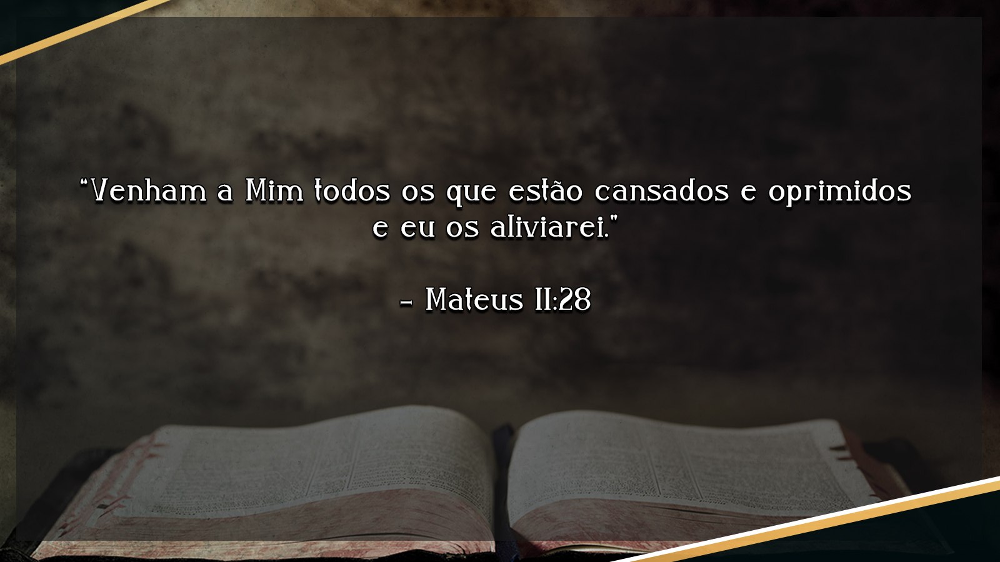 “Venham a Mim todos os que estão cansados e oprimidos
e eu os aliviarei.”
- Mateus 11:28